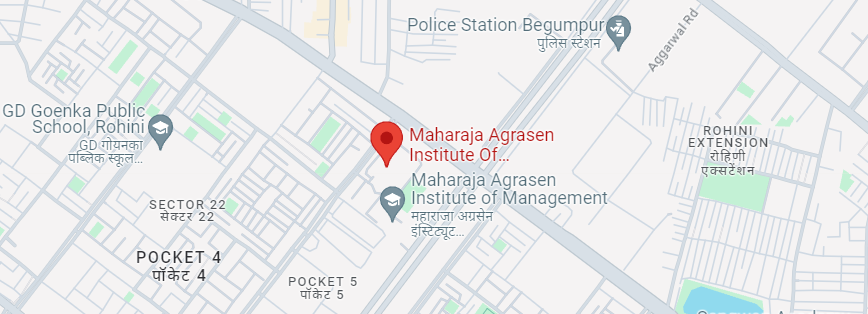 Police Station Begumpur
पुलिस स्टेशन
Aggarwal Rd
GD Goenka Public
School, Rohini
GD गोयनका
पब्लिक स्कूल...
Maharaja Agrasen
Institute Of...
ROHINI
EXTENSION
रोहिणी
एक्सटेंशन
Maharaja Agrasen
Institute of Management
महाराजा अग्रसेन
इंस्टिट्यूट...
SECTOR 22
सेक्टर 22
POCKET 4
पॉकेट 4
POCKET 5
पॉकेट 5